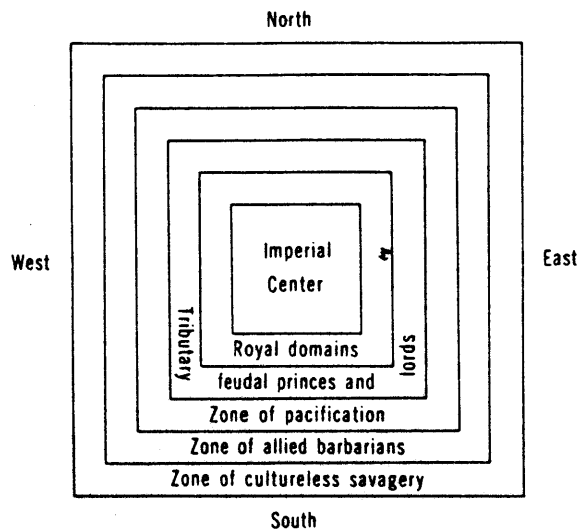 North
West
East
Imperial
Center
Royal domains
Tributary
feudal princes and
lords
Zone of pacification
Zone of allied barbarians
Zone of cultureless savagery
South